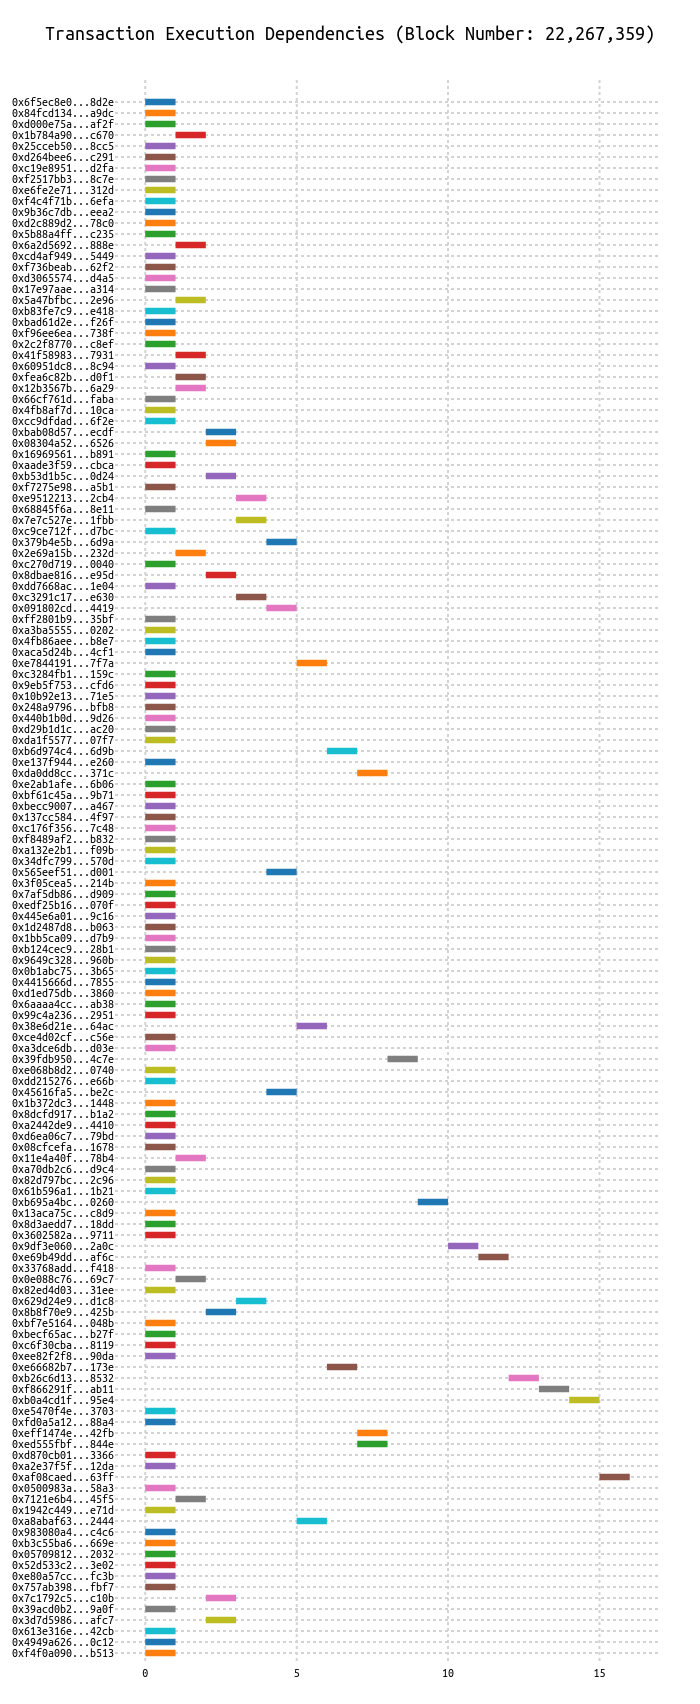 Transaction Execution Dependencies (Block Number: 22,267,359)
0x6f5ec8e0...8d2e
0x84fcd134...a9dc
0xd000e75a...af2f
0x1b784a90...c670
0x25cceb50...8cc5
0xd264bee6...c291
0xc19e8951...d2fa
0xf2517bb3...8c7e
0xe6fe2e71...312d
0xf4c4f71b...6efa
0x9b36c7db...eea2
0xd2c889d2...78c0
0x5b88a4ff...c235
0x6a2d5692...888e
0xcd4af949...5449
0xf736beab...62f2
0xd3065574...d4a5
0x17e97aae...a314
0x5a47bfbc...2e96
0xb83fe7c9...e418
0xbad61d2e...f26f
0xf96ee6ea...738f
0x2c2f8770...c8ef
0x41f58983...7931
0x60951dc8...8c94
0xfea6c82b...d0f1
0x12b3567b...6a29
0x66cf761d...faba
0x4fb8af7d...10ca
0xcc9dfdad...6f2e
0xbab08d57...ecdf
0x08304a52...6526
0x16969561...b891
0xaade3f59...cbca
0xb53d1b5c...0d24
0xf7275e98...a5b1
0xe9512213...2cb4
0x68845f6a...8e11
0x7e7c527e...1fbb
0xc9ce712f...d7bc
0x379b4e5b...6d9a
0x2e69a15b...232d
0xc270d719...0040
0x8dbae816...e95d
0xdd7668ac...1e04
0xc3291c17...e630
0x091802cd...4419
0xff2801b9...35bf
0xa3ba5555...0202
0x4fb86aee...b8e7
0xaca5d24b...4cf1
0xe7844191...7f7a
0xc3284fb1...159c
0x9eb5f753...cfd6
0x10b92e13...71e5
0x248a9796...bfb8
0x440b1b0d...9d26
0xd29b1d1c...ac20
0xda1f5577...07f7
0xb6d974c4...6d9b
0xe137f944...e260
0xda0dd8cc...371c
0xe2ab1afe...6b06
0xbf61c45a...9b71
0xbecc9007...a467
0x137cc584...4f97
0xc176f356...7c48
0xf8489af2...b832
0xa132e2b1...f09b
0x34dfc799...570d
0x565eef51...d001
0x3f05cea5...214b
0x7af5db86...d909
0xedf25b16...070f
0x445e6a01...9c16
0x1d2487d8...b063
0x1bb5ca09...d7b9
0xb124cec9...28b1
0x9649c328...960b
0x0b1abc75...3b65
0x4415666d...7855
0xd1ed75db...3860
0x6aaaa4cc...ab38
0x99c4a236...2951
0x38e6d21e...64ac
0xce4d02cf...c56e
0xa3dce6db...d03e
0x39fdb950...4c7e
0xe068b8d2...0740
0xdd215276...e66b
0x45616fa5...be2c
0x1b372dc3...1448
0x8dcfd917...b1a2
0xa2442de9...4410
0xd6ea06c7...79bd
0x08cfcefa...1678
0x11e4a40f...78b4
0xa70db2c6...d9c4
0x82d797bc...2c96
0x61b596a1...1b21
0xb695a4bc...0260
0x13aca75c...c8d9
0x8d3aedd7...18dd
0x3602582a...9711
0x9df3e060...2a0c
0xe69b49dd...af6c
0x33768add...f418
0x0e088c76...69c7
0x82ed4d03...31ee
0x629d24e9...d1c8
0x8b8f70e9...425b
0xbf7e5164...048b
0xbecf65ac...b27f
0xc6f30cba...8119
0xee82f2f8...90da
0xe66682b7...173e
0xb26c6d13...8532
0xf866291f...ab11
0xb0a4cd1f...95e4
0xe5470f4e...3703
0xfd0a5a12...88a4
0xeff1474e...42fb
0xed555fbf...844e
0xd870cb01...3366
0xa2e37f5f...12da
0xaf08caed...63ff
0x0500983a...58a3
0x7121e6b4...45f5
0x1942c449...e71d
0xa8abaf63...2444
0x983080a4...c4c6
0xb3c55ba6...669e
0x05709812...2032
0x52d533c2...3e02
0xe80a57cc...fc3b
0x757ab398...fbf7
0x7c1792c5...c10b
0x39acd0b2...9a0f
0x3d7d5986...afc7
0x613e316e...42cb
0x4949a626...0c12
0xf4f0a090...b513
0 5 10 15